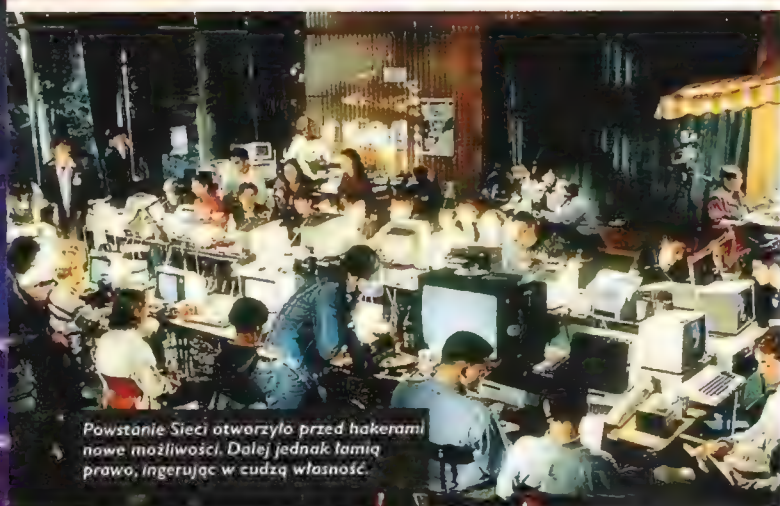 Powstanie Sieci otworzyło przed hakerami
nowe możliwości. Dalej jednak łamią
prawo, ingerując w cudzą własność.